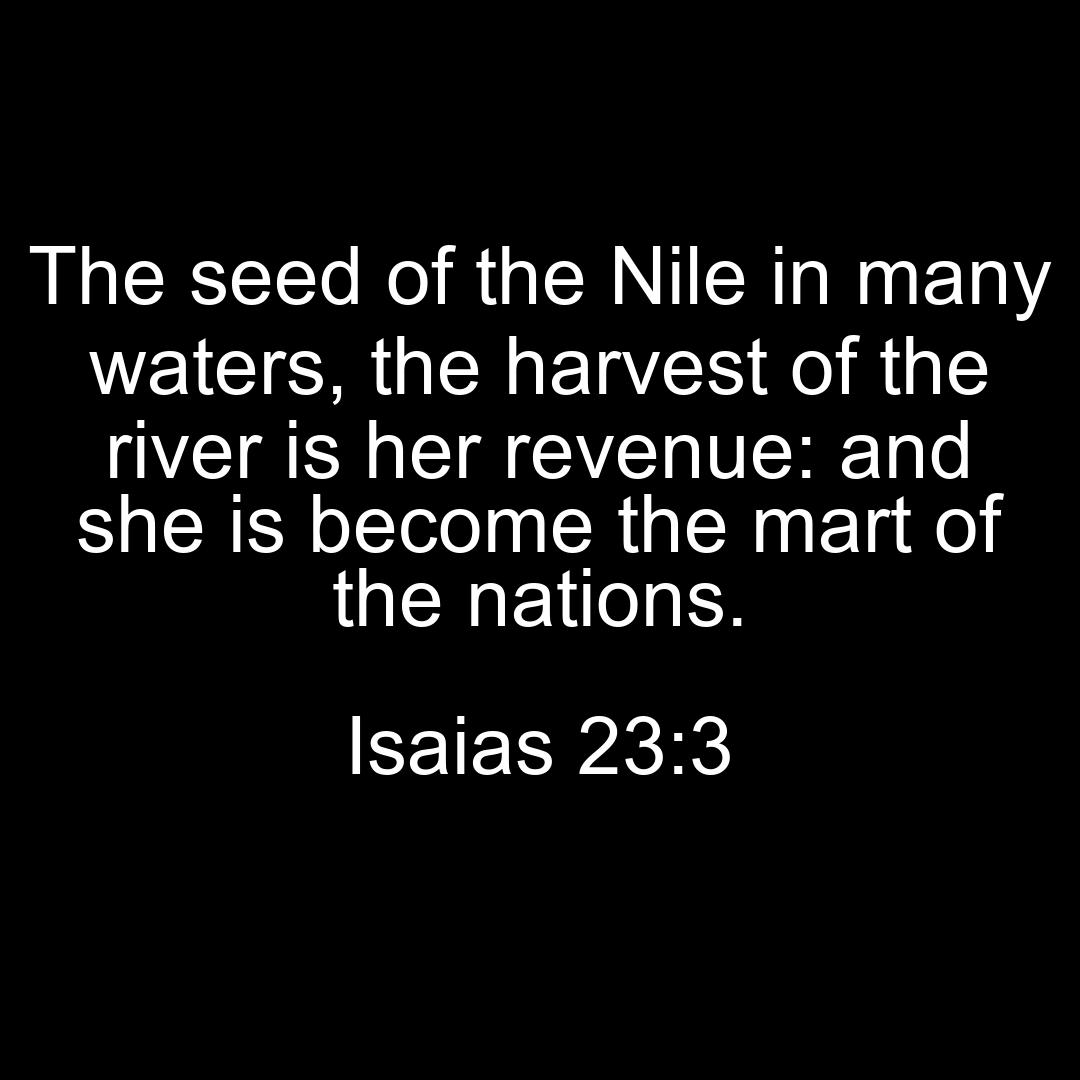 The seed of the Nile in many
waters, the harvest of the
river is her revenue: and
she is become the mart of
the nations.
Isaias 23:3